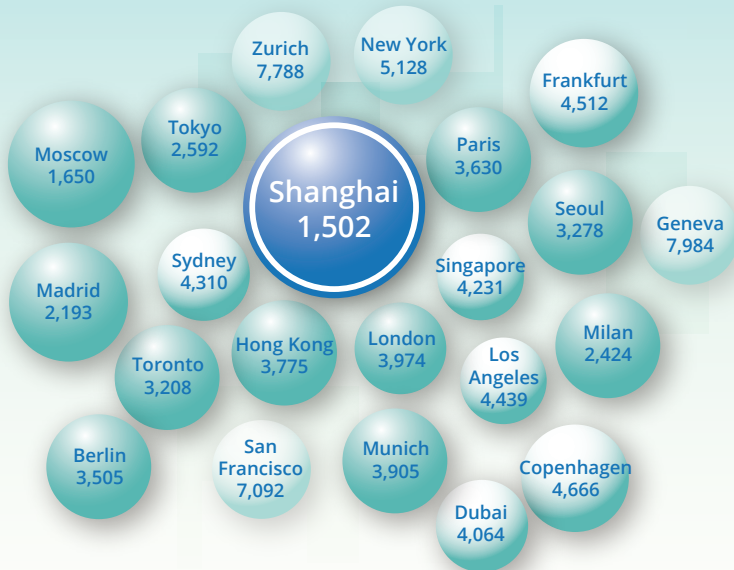 Zurich
7,788
New York
5,128
Frankfurt
4,512
Tokyo
2,592
Moscow
1,650
Paris
3,630
Shanghai
1,502
Seoul
3,278
Geneva
7,984
Sydney
4,310
Singapore
4,231
Madrid
2,193
Hong Kong
3,775
London
3,974
Milan
2,424
Toronto
3,208
Los
Angeles
4,439
Berlin
3,505
San
Francisco
7,092
Munich
3,905
Copenhagen
4,666
Dubai
4,064